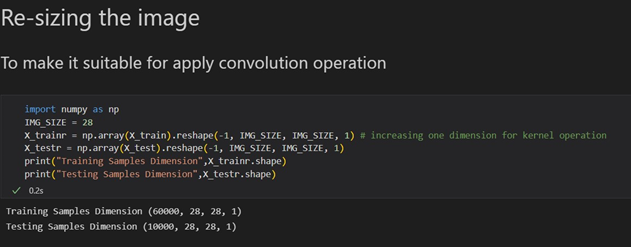 Re-sizing the image
To make it suitable for apply convolution operation
import numpy as np
IMG_SIZE = 28
X_trainr = np.array(X_train).reshape(-1, IMG_SIZE, IMG_SIZE, 1) # increasing one dimension for kernel operation
X_testr = np.array(X_test).reshape(-1, IMG_SIZE, IMG_SIZE, 1)
print("Training Samples Dimension",X_trainr.shape)
print("Testing Samples Dimension",X_testr.shape)
✓ 0.2s
Training Samples Dimension (60000, 28, 28, 1)
Testing Samples Dimension (10000, 28, 28, 1)